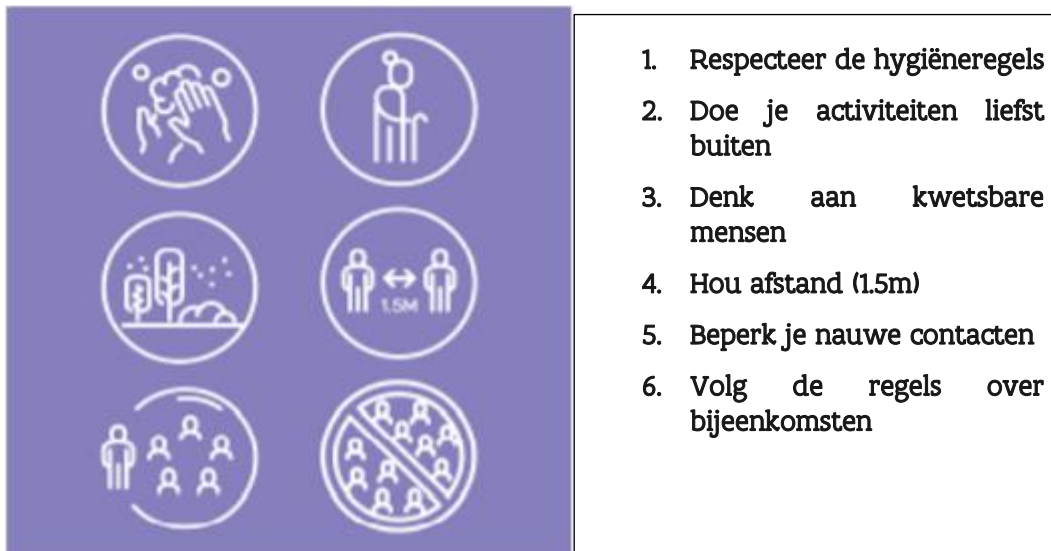 1.5M
1. Respecteer de hygiëneregels
2. Doe je activiteiten liefst
buiten
3. Denk aan kwetsbare
mensen
4. Hou afstand (1.5m)
5. Beperk je nauwe contacten
6. Volg de regels over
bijeenkomsten